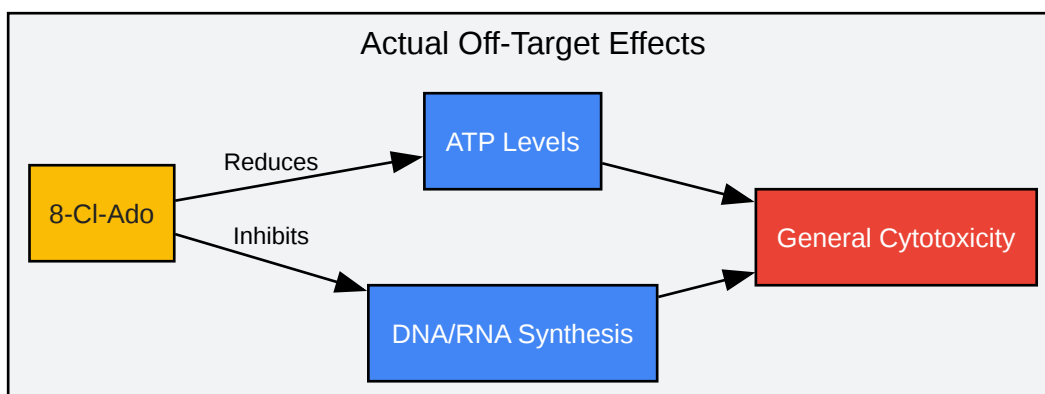 Actual Off-Target Effects
8-Cl-Ado
Reduces
Inhibits
ATP Levels
DNA/RNA Synthesis
General Cytotoxicity